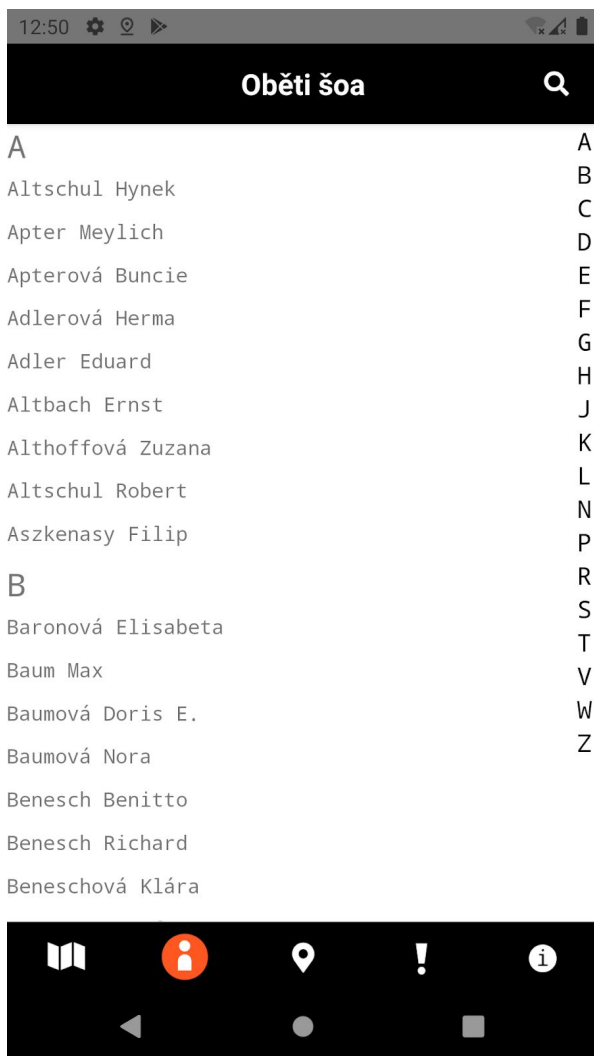 12:50
Oběti šoa
A
Altschul Hynek
Apter Meylich
Apterová Buncie
Adlerová Herma
Adler Eduard
Altbach Ernst
Althoffová Zuzana
Altschul Robert
Aszkenasy Filip
B
Baronová Elisabeta
Baum Max
Baumová Doris E.
Baumová Nora
Benesch Benitto
Benesch Richard
Beneschová Klára
A
B
C
D
E
F
G
H
J
K
L
N
P
R
S
T
V
W
Z